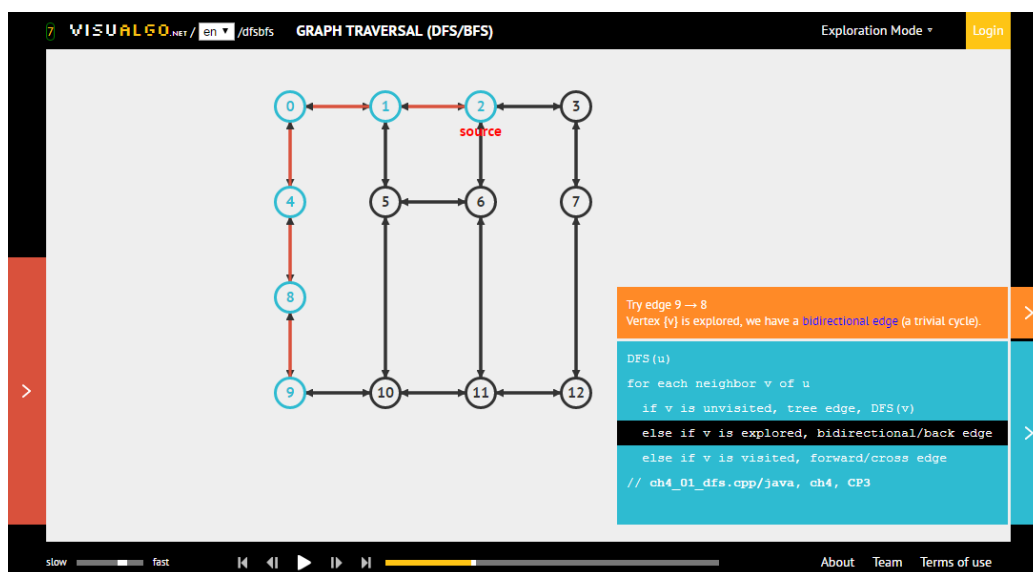 7 VISUALGO.NET / en ▾ /dfsbfs GRAPH TRAVERSAL (DFS/BFS) Exploration Mode ▾ Login
0 1 2 3
source
4 5 6 7
8
9 10 11 12
Try edge 9 → 8
Vertex {v} is explored, we have a bidirectional edge (a trivial cycle).
DFS(u)
for each neighbor v of u
if v is unvisited, tree edge, DFS(v)
else if v is explored, bidirectional/back edge
else if v is visited, forward/cross edge
// ch4_01_dfs.cpp/java, ch4, CP3
slow fast About Team Terms of use